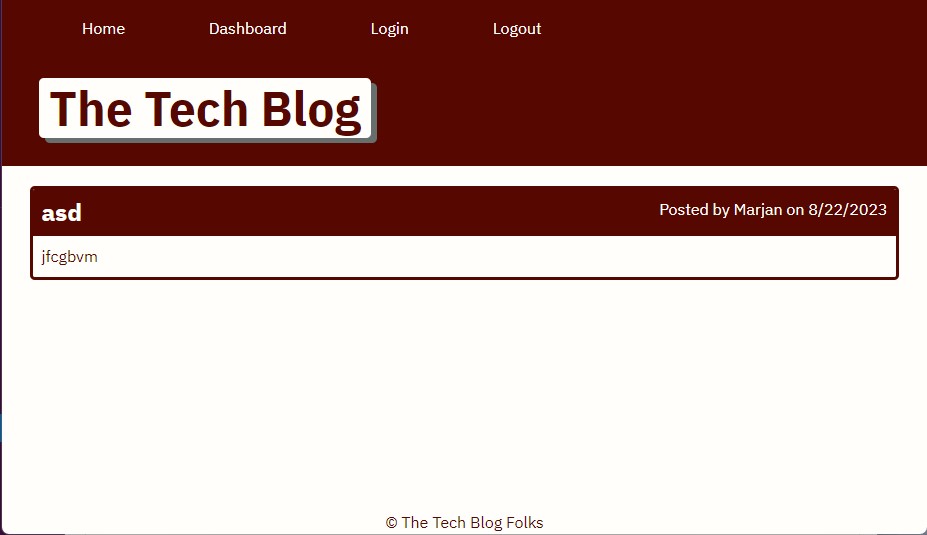 Home Dashboard Login Logout
The Tech Blog
asd Posted by Marjan on 8/22/2023
jfcgbvm
© The Tech Blog Folks